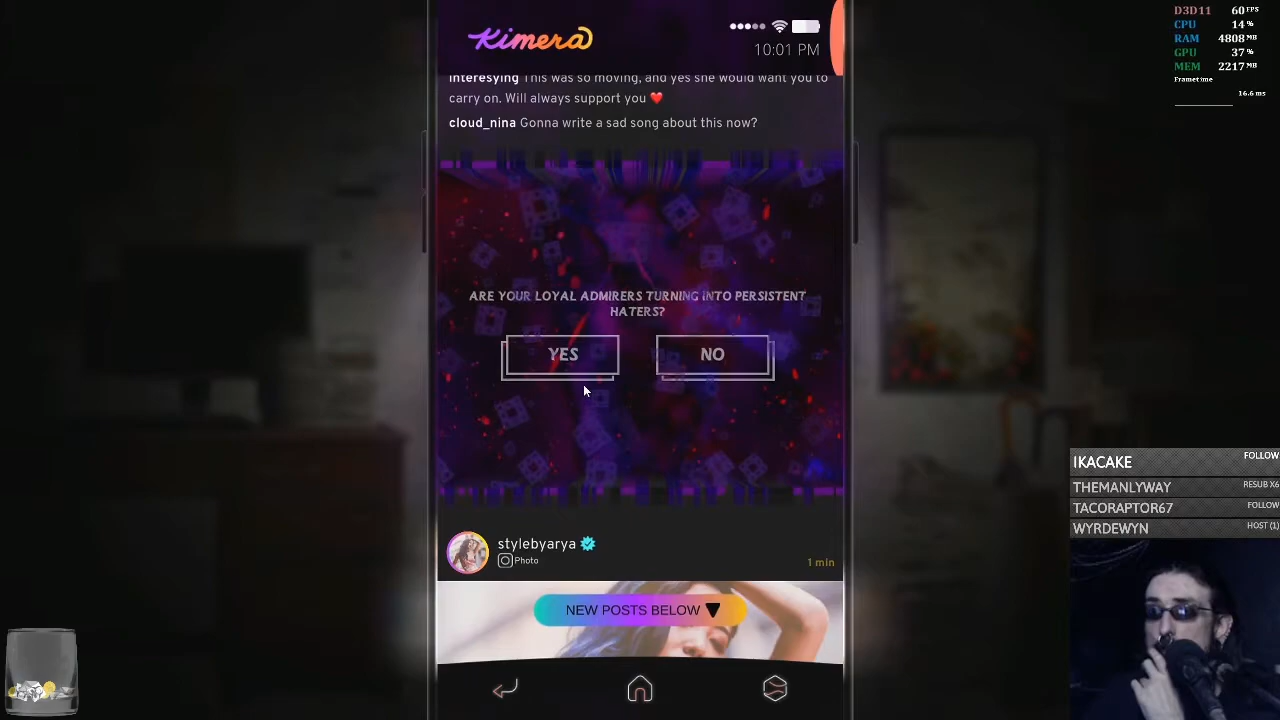 Kimera
10:01 PM
interesying This was so moving, and yes she would want you to
carry on. Will always support you ❤️
cloud_nina Gonna write a sad song about this now?
ARE YOUR LOYAL ADMIRERS TURNING INTO PERSISTENT
HATERS?
YES
NO
stylebyarya
Photo
1 min
NEW POSTS BELOW ▼
D3D11 60 FPS
CPU 14 %
RAM 4808 MB
GPU 37 %
MEM 2217 MB
Frametime
16.6 ms
IKACAKE FOLLOW
THEMANLYWAY RESUB X6
TACORAPTOR67 FOLLOW
WYRDEWYN HOST (1)